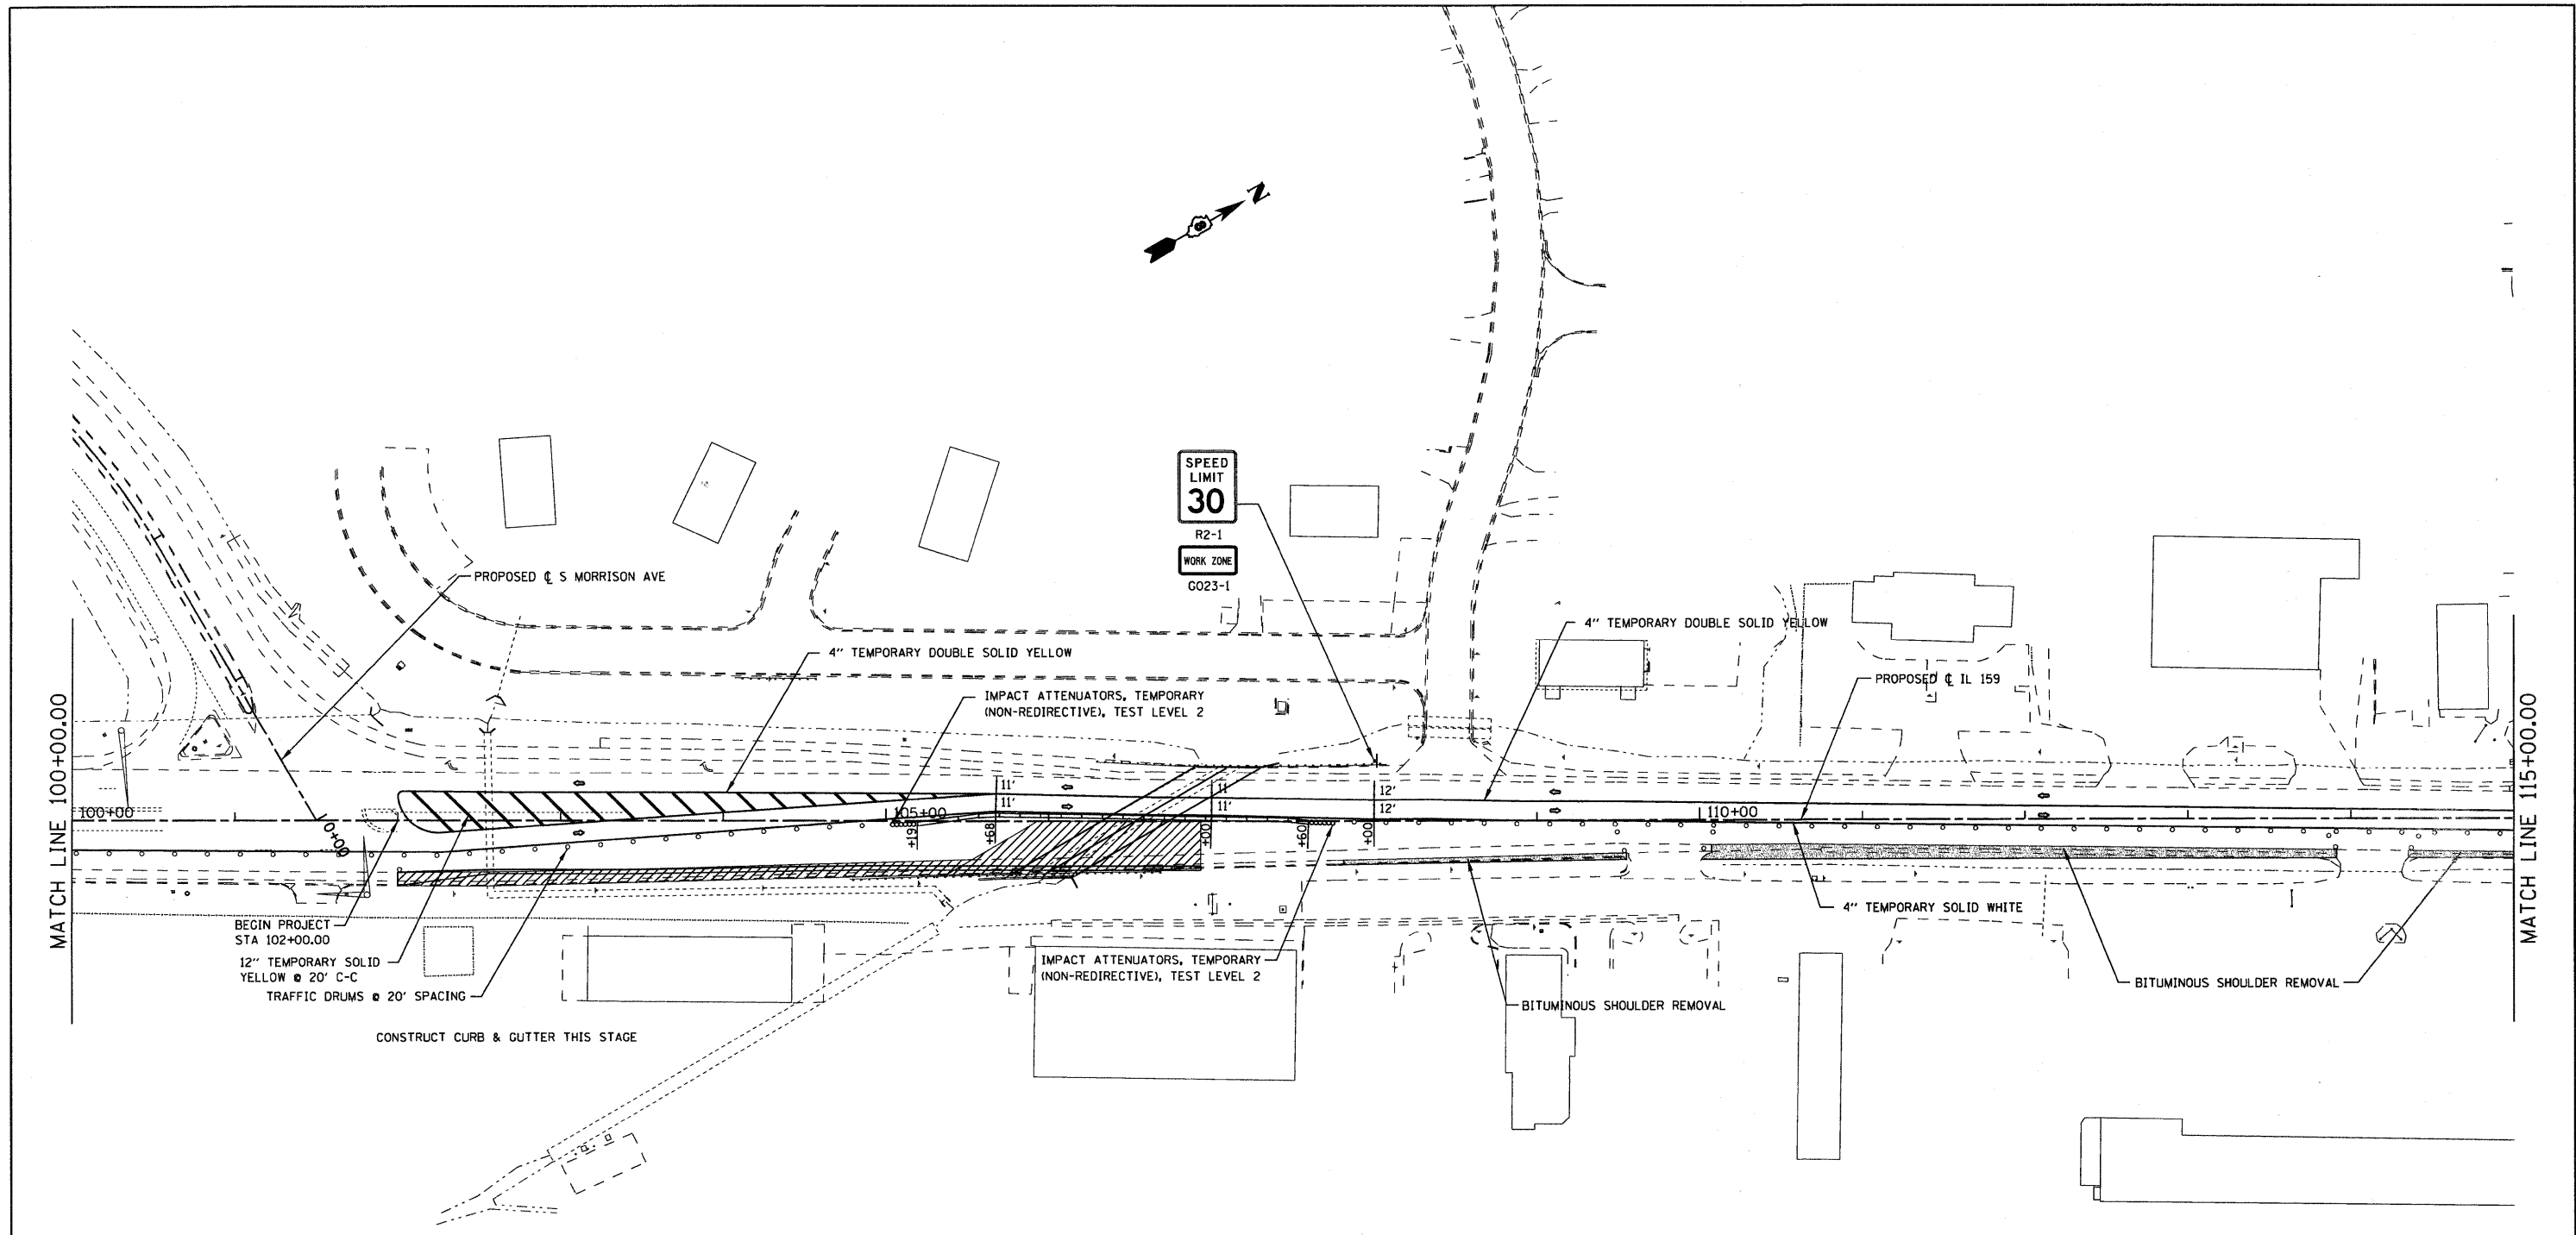 N
SPEED
LIMIT
30
R2-1
WORK ZONE
G023-1
PROPOSED ℄ S MORRISON AVE
4" TEMPORARY DOUBLE SOLID YELLOW
4" TEMPORARY DOUBLE SOLID YELLOW
IMPACT ATTENUATORS, TEMPORARY
(NON-REDIRECTIVE), TEST LEVEL 2
PROPOSED ℄ IL 159
MATCH LINE 100+00.00
MATCH LINE 115+00.00
100+00
10+00
105+00
110+00
11'
11'
11'
11'
12'
12'
+19
+68
+00
+60
+00
BEGIN PROJECT
STA 102+00.00
12" TEMPORARY SOLID
YELLOW @ 20' C-C
TRAFFIC DRUMS @ 20' SPACING
CONSTRUCT CURB & GUTTER THIS STAGE
IMPACT ATTENUATORS, TEMPORARY
(NON-REDIRECTIVE), TEST LEVEL 2
4" TEMPORARY SOLID WHITE
BITUMINOUS SHOULDER REMOVAL
BITUMINOUS SHOULDER REMOVAL